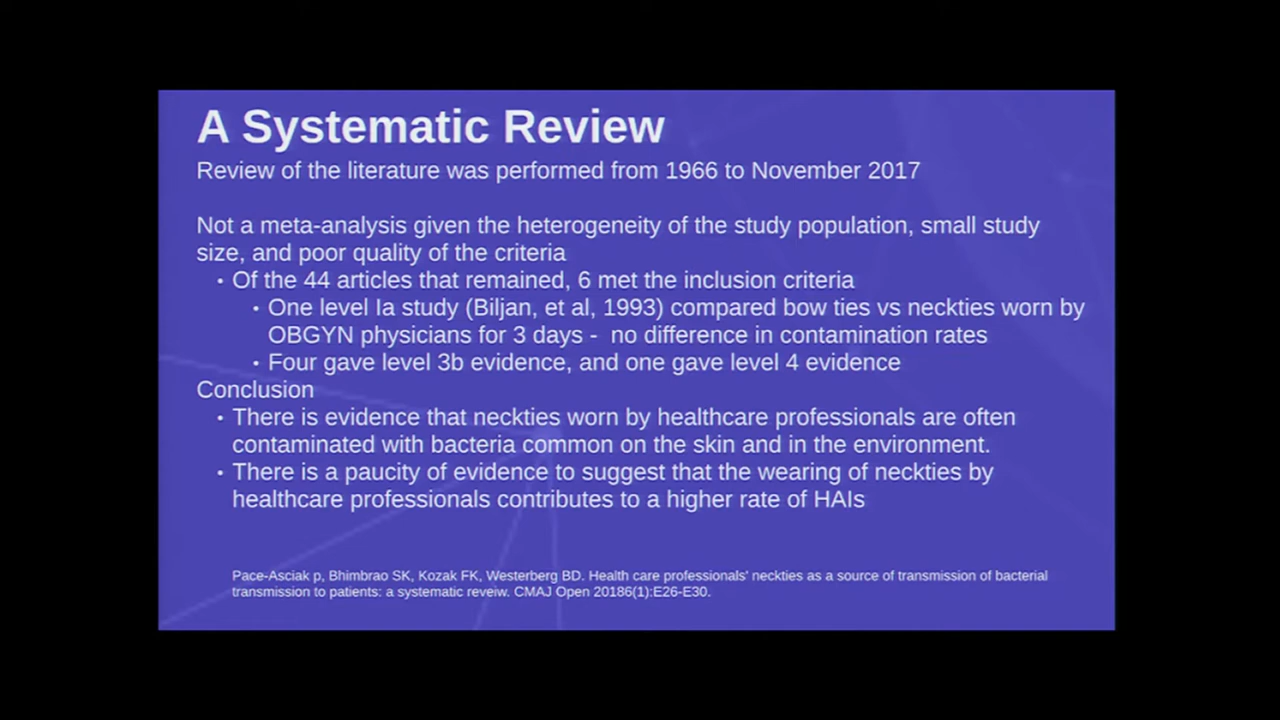 A Systematic Review
Review of the literature was performed from 1966 to November 2017
Not a meta-analysis given the heterogeneity of the study population, small study
size, and poor quality of the criteria
• Of the 44 articles that remained, 6 met the inclusion criteria
• One level Ia study (Biljan, et al, 1993) compared bow ties vs neckties worn by
OBGYN physicians for 3 days -  no difference in contamination rates
• Four gave level 3b evidence, and one gave level 4 evidence
Conclusion
• There is evidence that neckties worn by healthcare professionals are often
contaminated with bacteria common on the skin and in the environment.
• There is a paucity of evidence to suggest that the wearing of neckties by
healthcare professionals contributes to a higher rate of HAIs
Pace-Asciak p, Bhimbrao SK, Kozak FK, Westerberg BD. Health care professionals' neckties as a source of transmission of bacterial
transmission to patients: a systematic reveiw. CMAJ Open 20186(1):E26-E30.